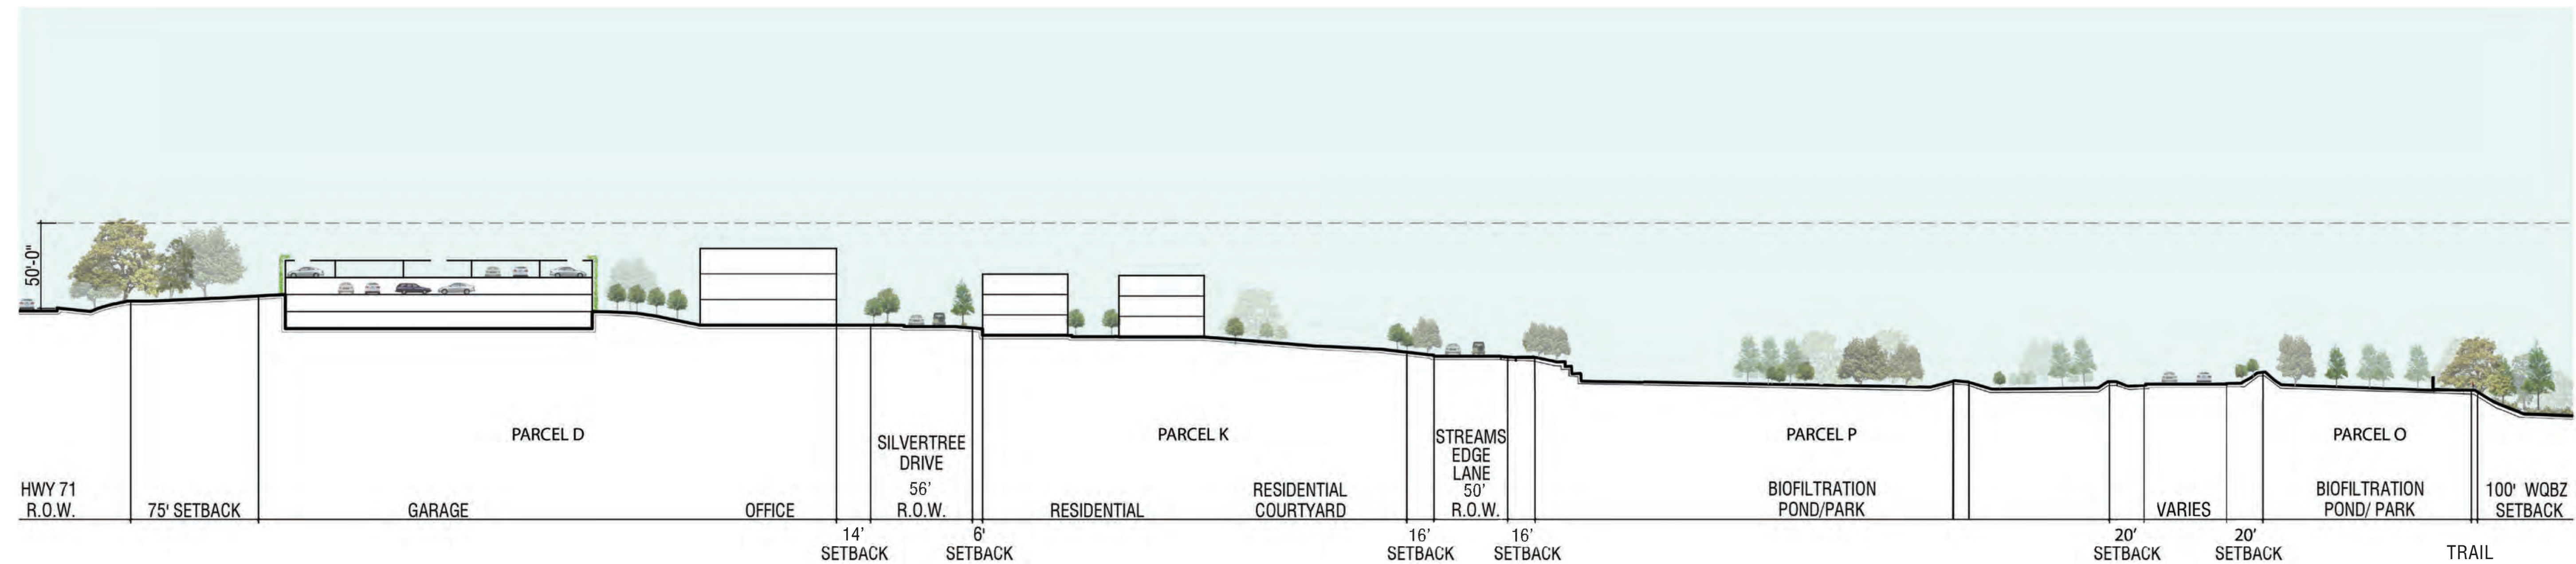 50'-0"
PARCEL D
PARCEL K
PARCEL P
PARCEL O
HWY 71
R.O.W.
75' SETBACK
GARAGE
OFFICE
14'
SETBACK
SILVERTREE
DRIVE
56'
R.O.W.
6'
SETBACK
RESIDENTIAL
RESIDENTIAL
COURTYARD
16'
SETBACK
STREAMS
EDGE
LANE
50'
R.O.W.
16'
SETBACK
BIOFILTRATION
POND/PARK
20'
SETBACK
VARIES
20'
SETBACK
BIOFILTRATION
POND/ PARK
TRAIL
100' WQBZ
SETBACK